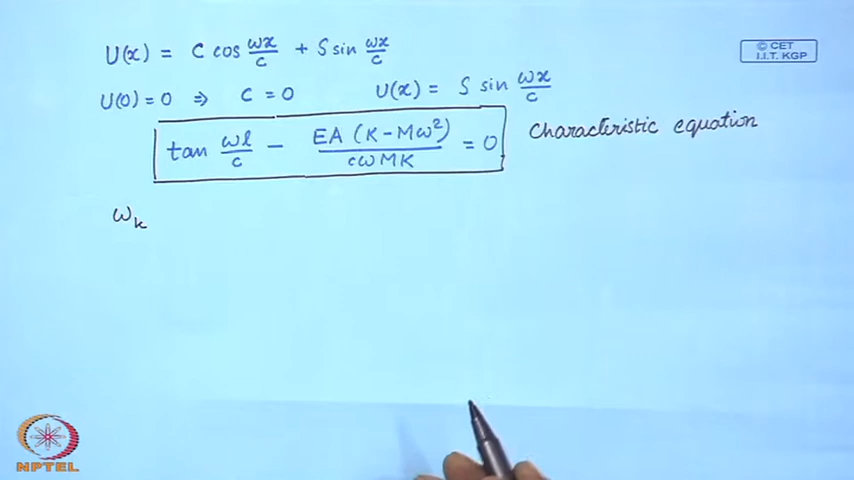 U(x) = C cos ωx/c + S sin ωx/c
© CET
I.I.T. KGP
U(0) = 0 ⇒ C = 0 U(x) = S sin ωx/c
tan ωl/c - EA (K - Mω²)/cωMK = 0 Characteristic equation
ω_k
NPTEL